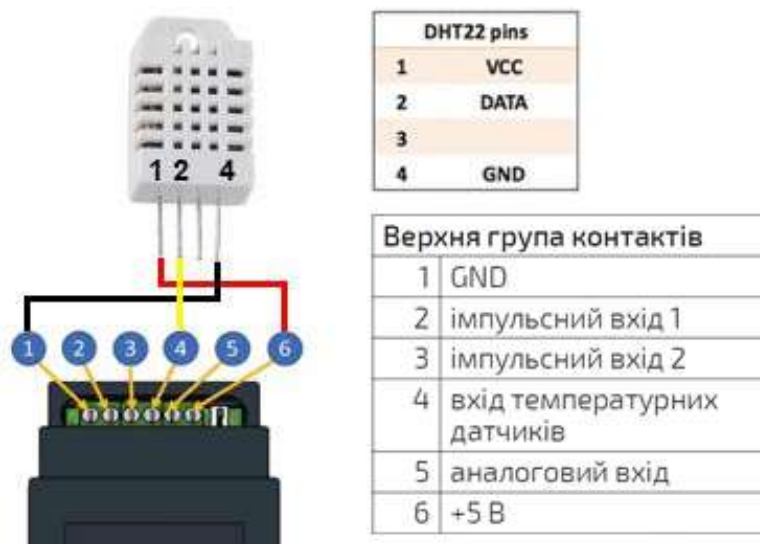 DHT22 pins
1 VCC
2 DATA
3
4 GND
1 2 4
Верхня група контактів
1 GND
2 імпульсний вхід 1
3 імпульсний вхід 2
4 вхід температурних
датчиків
5 аналоговий вхід
6 +5 В
1 2 3 4 5 6